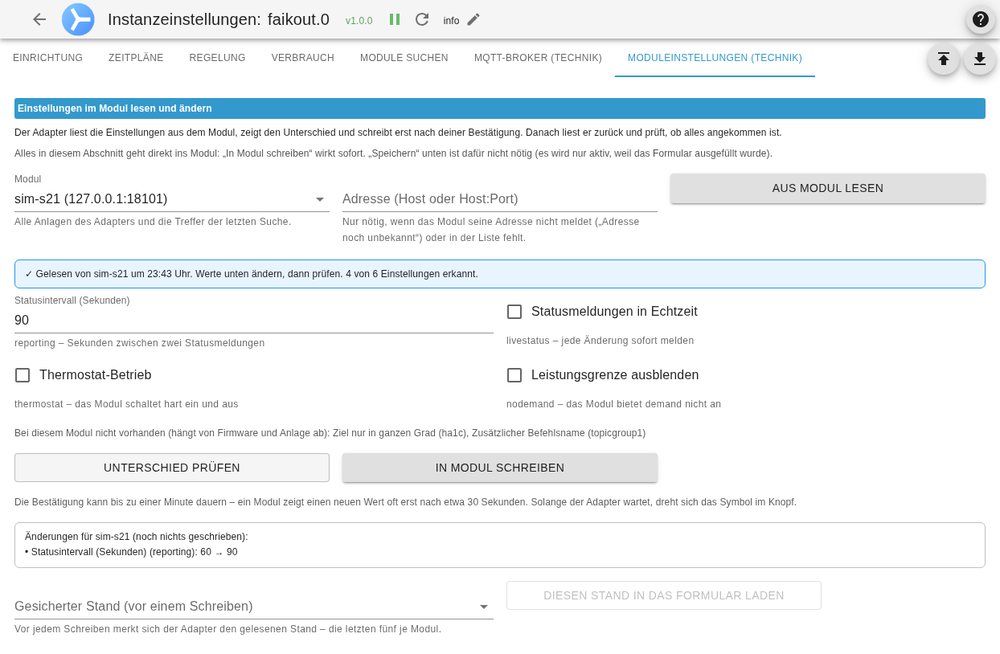 Instanzeinstellungen: faikout.0 v1.0.0 info
EINRICHTUNG ZEITPLÄNE REGELUNG VERBRAUCH MODULE SUCHEN MQTT-BROKER (TECHNIK) MODULEINSTELLUNGEN (TECHNIK)
Einstellungen im Modul lesen und ändern
Der Adapter liest die Einstellungen aus dem Modul, zeigt den Unterschied und schreibt erst nach deiner Bestätigung. Danach liest er zurück und prüft, ob alles angekommen ist.
Alles in diesem Abschnitt geht direkt ins Modul: „In Modul schreiben“ wirkt sofort. „Speichern“ unten ist dafür nicht nötig (es wird nur aktiv, weil das Formular ausgefüllt wurde).
Modul
sim-s21 (127.0.0.1:18101)
Alle Anlagen des Adapters und die Treffer der letzten Suche.
Adresse (Host oder Host:Port)
Nur nötig, wenn das Modul seine Adresse nicht meldet („Adresse
noch unbekannt“) oder in der Liste fehlt.
AUS MODUL LESEN
✓ Gelesen von sim-s21 um 23:43 Uhr. Werte unten ändern, dann prüfen. 4 von 6 Einstellungen erkannt.
Statusintervall (Sekunden)
90
reporting – Sekunden zwischen zwei Statusmeldungen
Statusmeldungen in Echtzeit
livestatus – jede Änderung sofort melden
Thermostat-Betrieb
thermostat – das Modul schaltet hart ein und aus
Leistungsgrenze ausblenden
nodemand – das Modul bietet demand nicht an
Bei diesem Modul nicht vorhanden (hängt von Firmware und Anlage ab): Ziel nur in ganzen Grad (ha1c), Zusätzlicher Befehlsname (topicgroup1)
UNTERSCHIED PRÜFEN
IN MODUL SCHREIBEN
Die Bestätigung kann bis zu einer Minute dauern – ein Modul zeigt einen neuen Wert oft erst nach etwa 30 Sekunden. Solange der Adapter wartet, dreht sich das Symbol im Knopf.
Änderungen für sim-s21 (noch nichts geschrieben):
• Statusintervall (Sekunden) (reporting): 60 → 90
Gesicherter Stand (vor einem Schreiben)
Vor jedem Schreiben merkt sich der Adapter den gelesenen Stand – die letzten fünf je Modul.
DIESEN STAND IN DAS FORMULAR LADEN